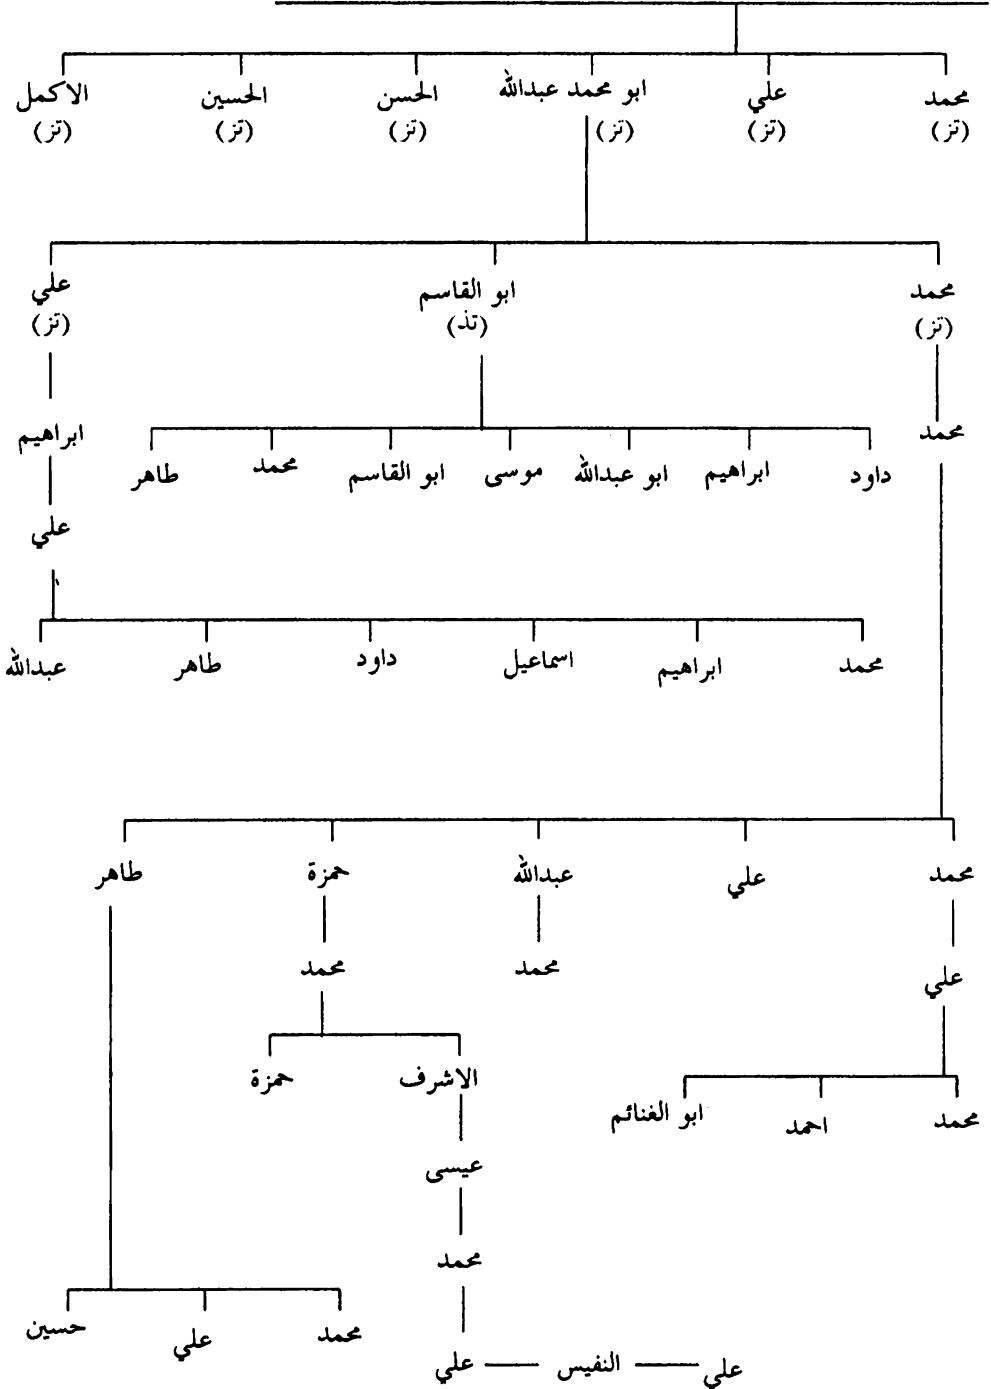 محمد علي ابو محمد عبدالله الحسن الحسين الاكمل
(تز) (تز) (تز) (تز) (تز) (تز)
محمد ابو القاسم علي
(تز) (تذ) (تز)
محمد ابراهيم
داود ابراهيم ابو عبدالله موسى ابو القاسم محمد طاهر
علي
محمد ابراهيم اسماعيل داود طاهر عبدالله
محمد علي عبدالله حمزة طاهر
علي محمد محمد
الاشرف حمزة
محمد احمد ابو الغنائم
عيسى
محمد
محمد علي حسين
علي النفيس علي